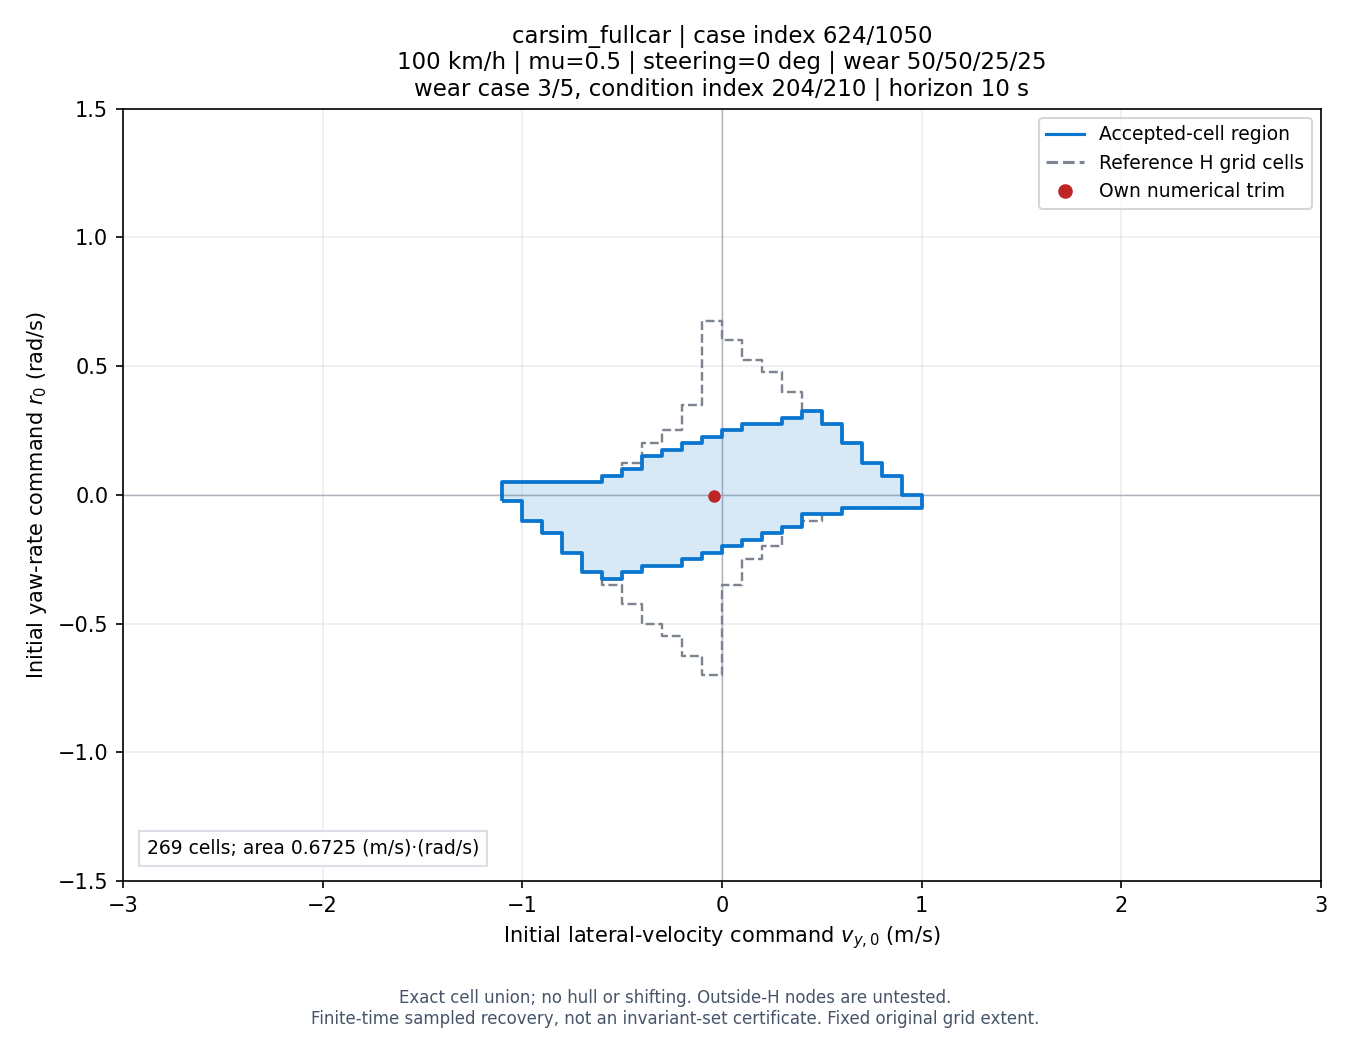 carsim_fullcar | case index 624/1050
100 km/h | mu=0.5 | steering=0 deg | wear 50/50/25/25
wear case 3/5, condition index 204/210 | horizon 10 s
Accepted-cell region
Reference H grid cells
Own numerical trim
1.5
1.0
0.5
0.0
−0.5
−1.0
−1.5
Initial yaw-rate command r₀ (rad/s)
269 cells; area 0.6725 (m/s)·(rad/s)
−3
−2
−1
0
1
2
3
Initial lateral-velocity command v_{y,0} (m/s)
Exact cell union; no hull or shifting. Outside-H nodes are untested.
Finite-time sampled recovery, not an invariant-set certificate. Fixed original grid extent.